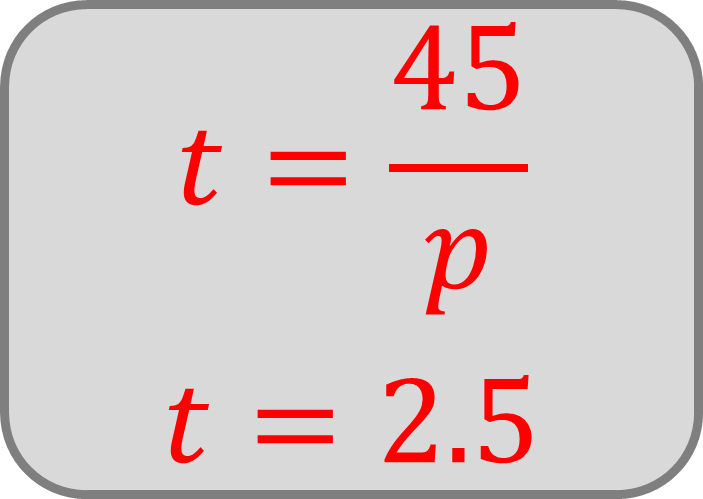 t = 45/p
t = 2.5